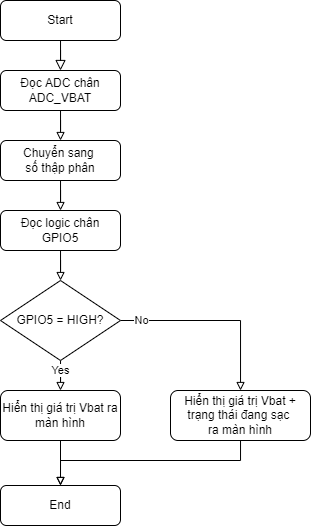 Start
Đọc ADC chân
ADC_VBAT
Chuyển sang
số thập phân
Đọc logic chân
GPIO5
GPIO5 = HIGH?
No
Yes
Hiển thị giá trị Vbat ra
màn hình
Hiển thị giá trị Vbat +
trạng thái đang sạc
ra màn hình
End